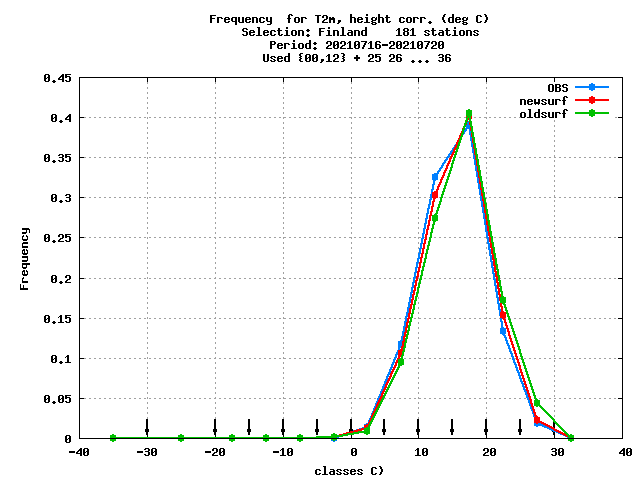 Frequency  for T2m, height corr. (deg C)
Selection: Finland    181 stations
Period: 20210716-20210720
Used {00,12} + 25 26 ... 36
0.45
0.4
0.35
0.3
0.25
0.2
0.15
0.1
0.05
0
Frequency
OBS
newsurf
oldsurf
-40 -30 -20 -10 0 10 20 30 40
classes C)